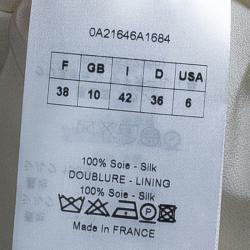 0A21646A1684
F GB I D USA
38 10 42 36 6
100% Soie - Silk
DOUBLURE - LINING
100% Soie - Silk
Made in FRANCE